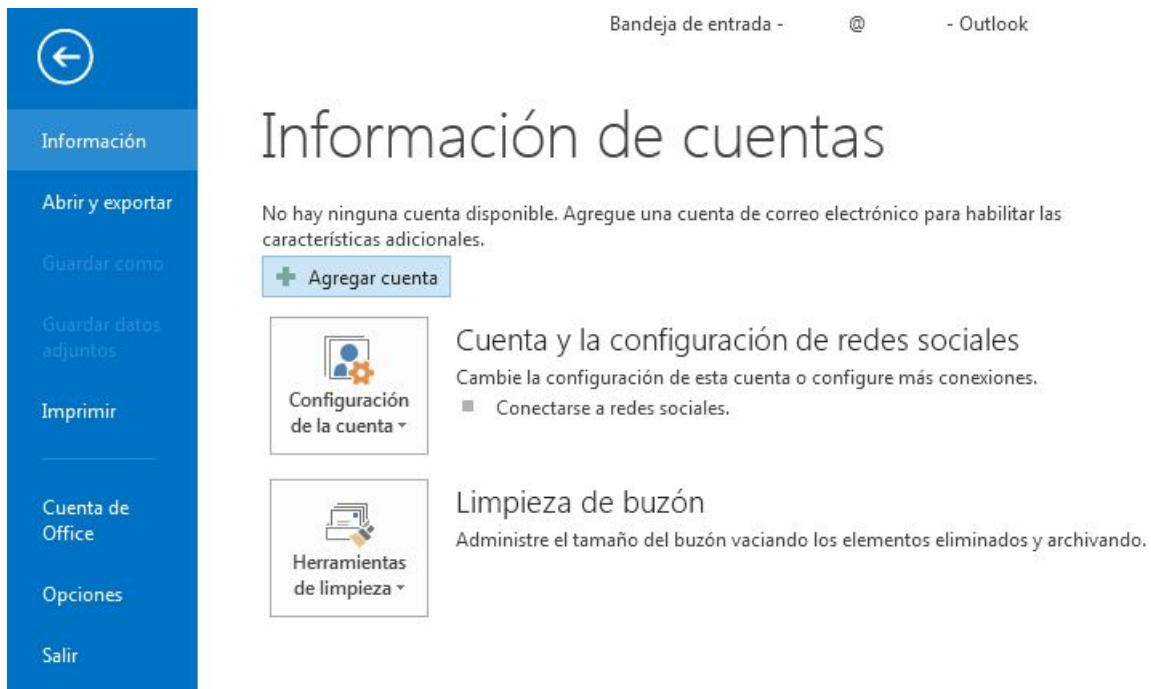 Bandeja de entrada - @ - Outlook
Información
Abrir y exportar
Guardar como
Guardar datos
adjuntos
Imprimir
Cuenta de
Office
Opciones
Salir
Información de cuentas
No hay ninguna cuenta disponible. Agregue una cuenta de correo electrónico para habilitar las
características adicionales.
Agregar cuenta
Configuración
de la cuenta
Cuenta y la configuración de redes sociales
Cambie la configuración de esta cuenta o configure más conexiones.
Conectarse a redes sociales.
Herramientas
de limpieza
Limpieza de buzón
Administre el tamaño del buzón vaciando los elementos eliminados y archivando.